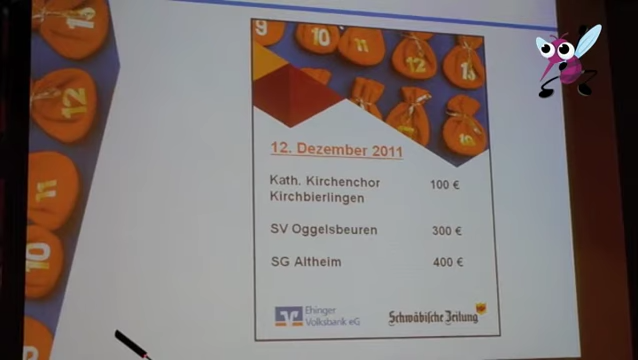 9
10
11
12
13
12
11
10
12. Dezember 2011
Kath. Kirchenchor 100 €
Kirchbierlingen
SV Oggelsbeuren 300 €
SG Altheim 400 €
Ehinger
Volksbank eG
Schwäbische Zeitung